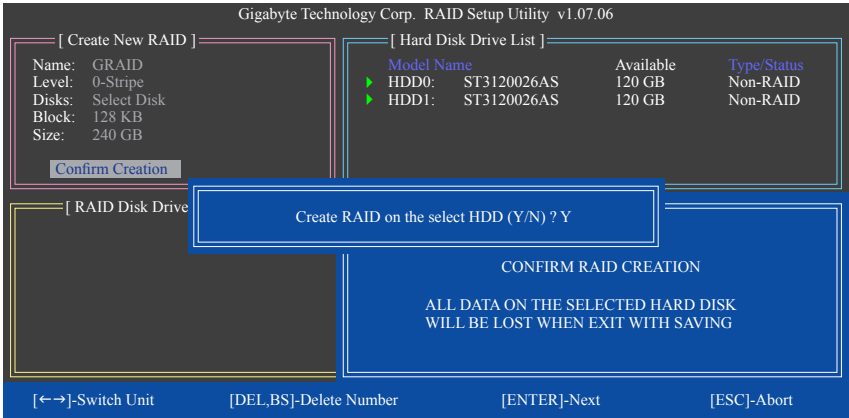 Gigabyte Technology Corp. RAID Setup Utility v1.07.06
[ Create New RAID ]
Name: GRAID
Level: 0-Stripe
Disks: Select Disk
Block: 128 KB
Size: 240 GB
Confirm Creation
[ Hard Disk Drive List ]
Model Name Available Type/Status
HDD0: ST3120026AS 120 GB Non-RAID
HDD1: ST3120026AS 120 GB Non-RAID
[ RAID Disk Drive
Create RAID on the select HDD (Y/N) ? Y
CONFIRM RAID CREATION
ALL DATA ON THE SELECTED HARD DISK
WILL BE LOST WHEN EXIT WITH SAVING
[←→]-Switch Unit [DEL,BS]-Delete Number [ENTER]-Next [ESC]-Abort